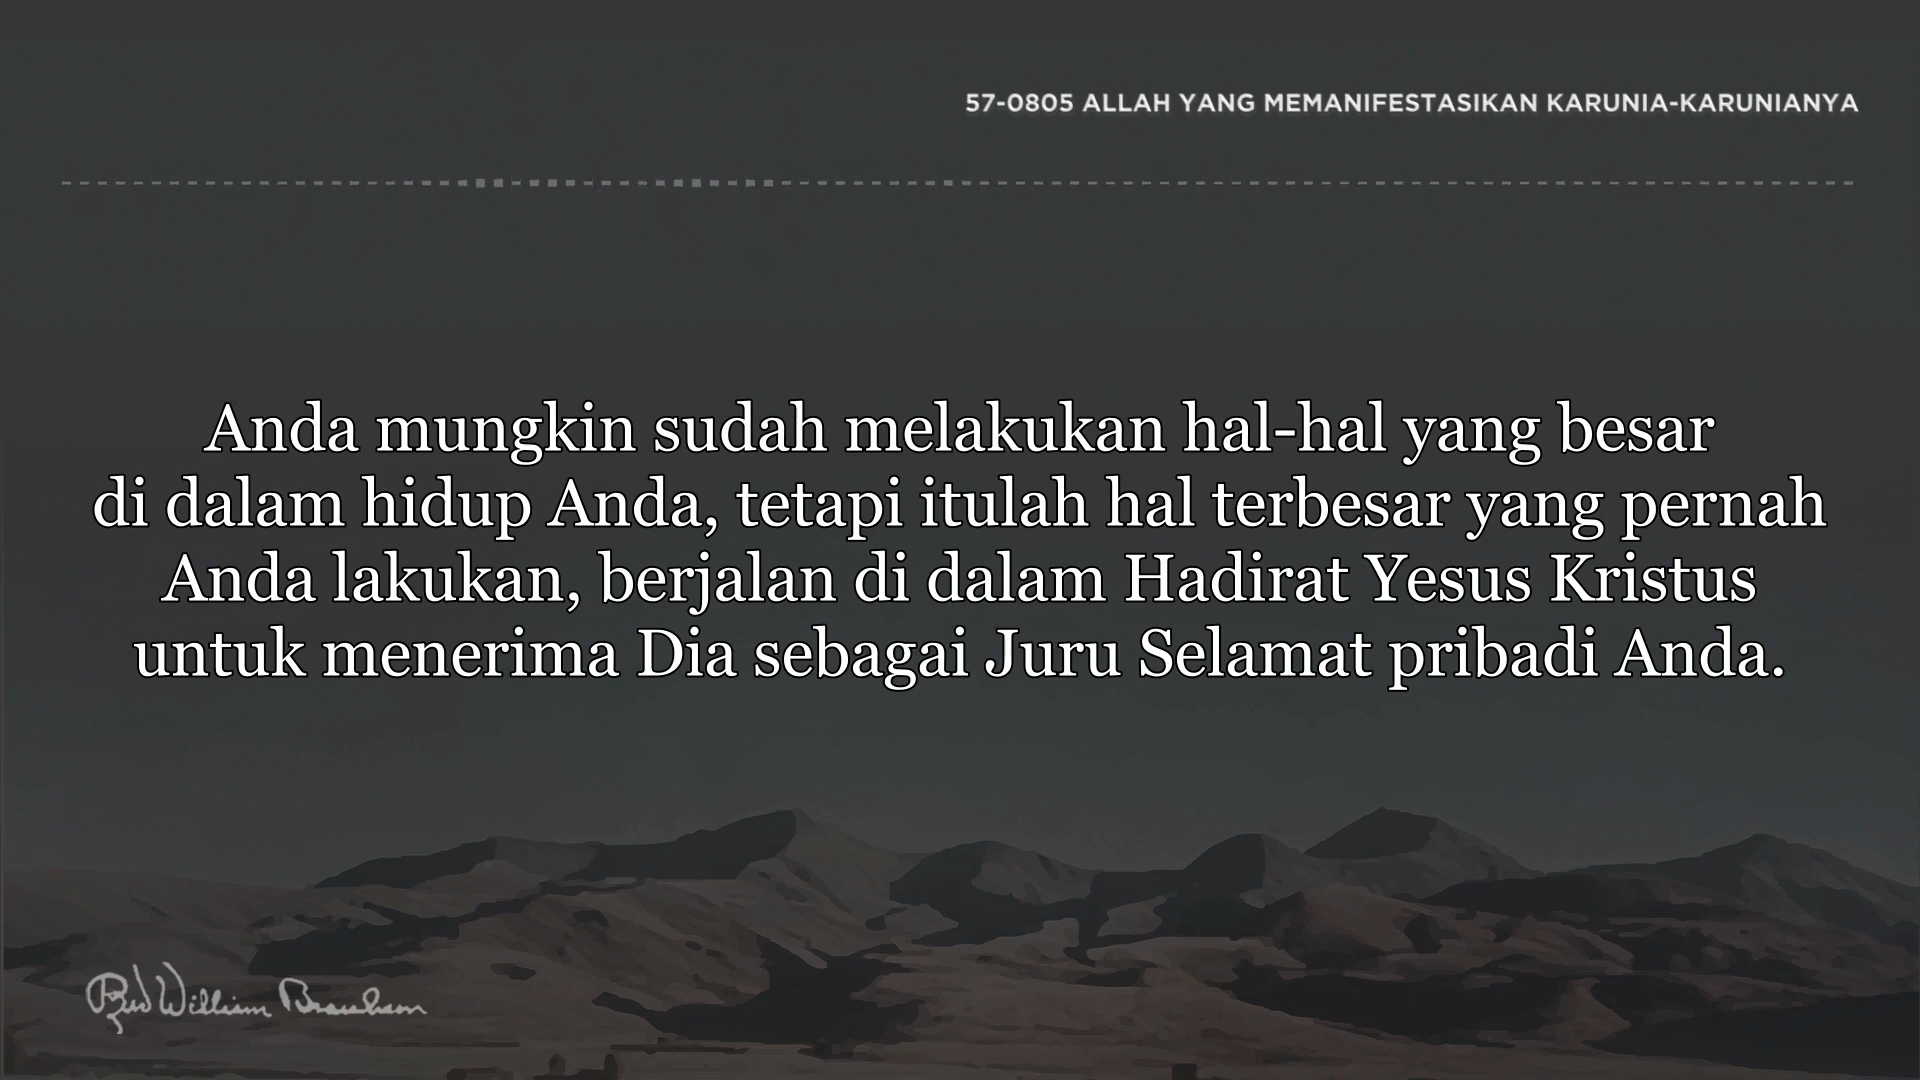 57-0805 ALLAH YANG MEMANIFESTASIKAN KARUNIA-KARUNIANYA
Anda mungkin sudah melakukan hal-hal yang besar
di dalam hidup Anda, tetapi itulah hal terbesar yang pernah
Anda lakukan, berjalan di dalam Hadirat Yesus Kristus
untuk menerima Dia sebagai Juru Selamat pribadi Anda.
Rev William Branham